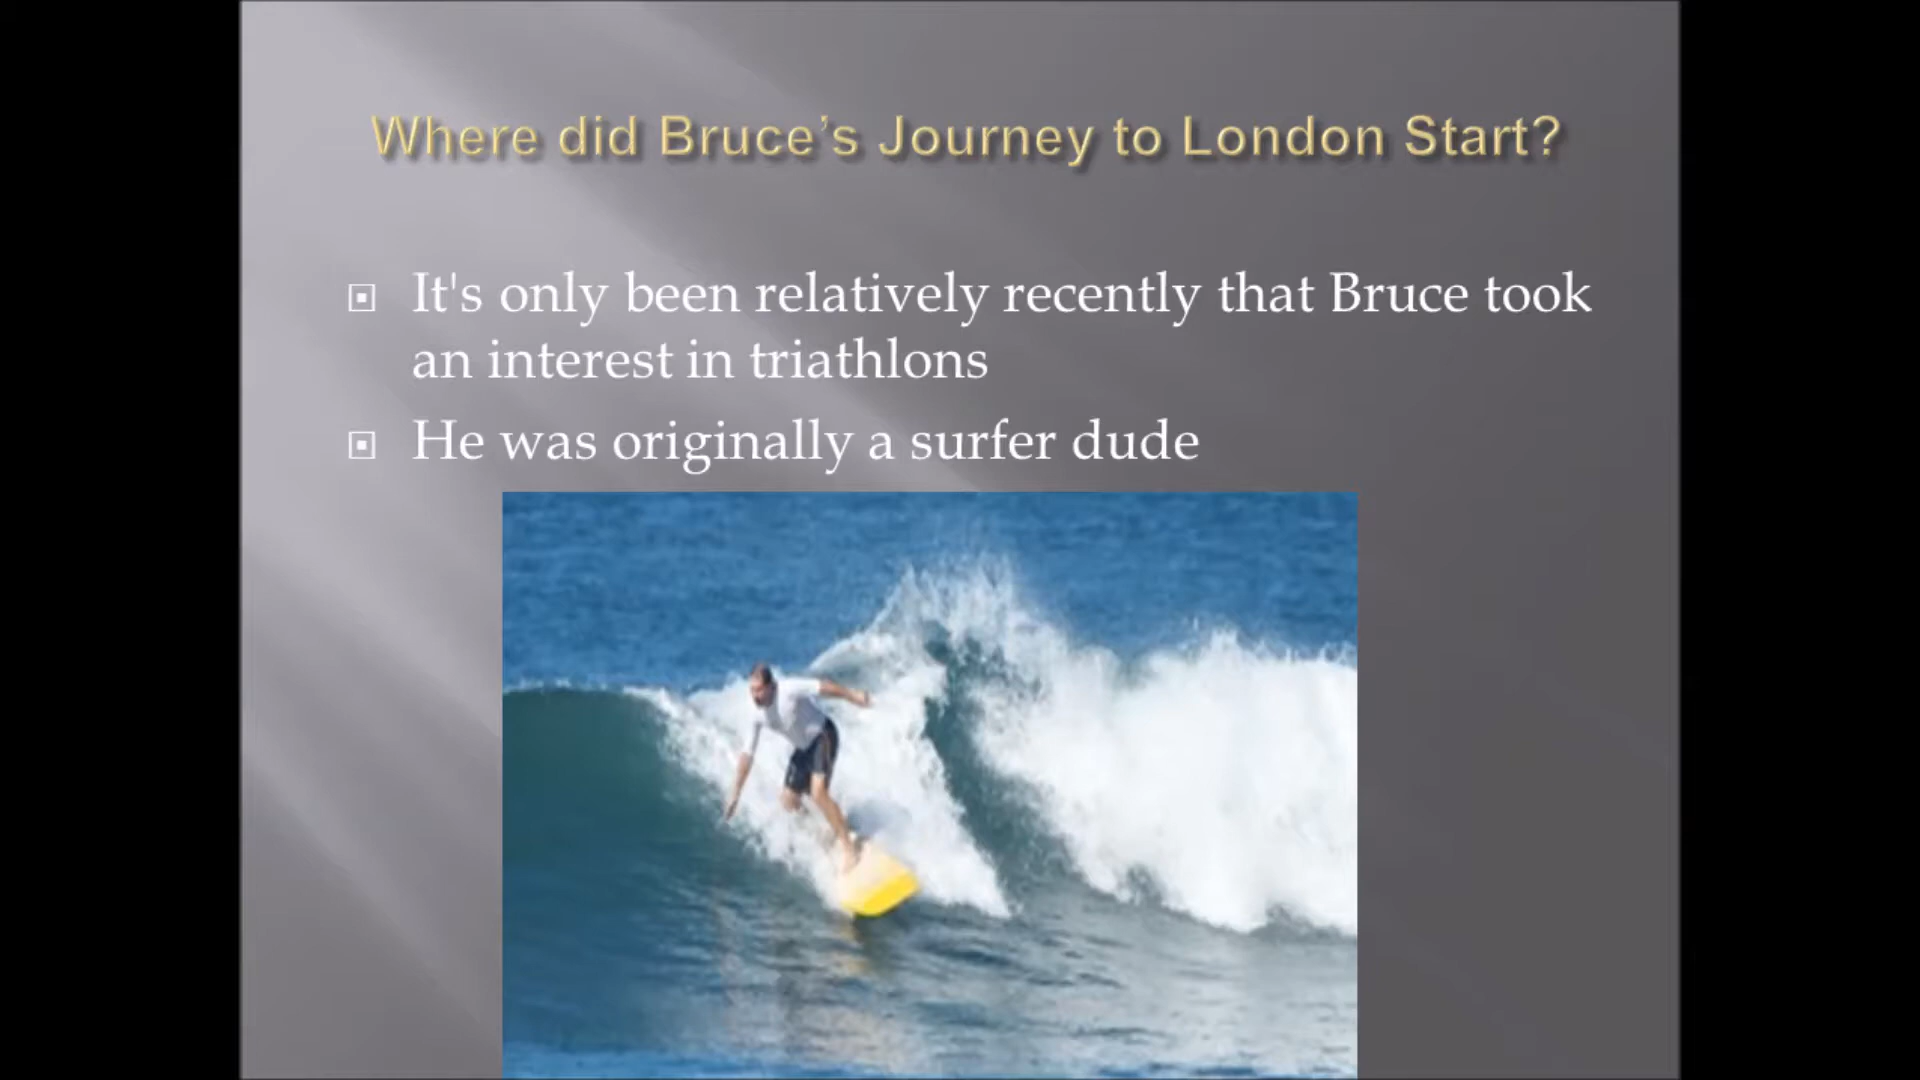 Where did Bruce’s Journey to London Start?
It's only been relatively recently that Bruce took
an interest in triathlons
He was originally a surfer dude